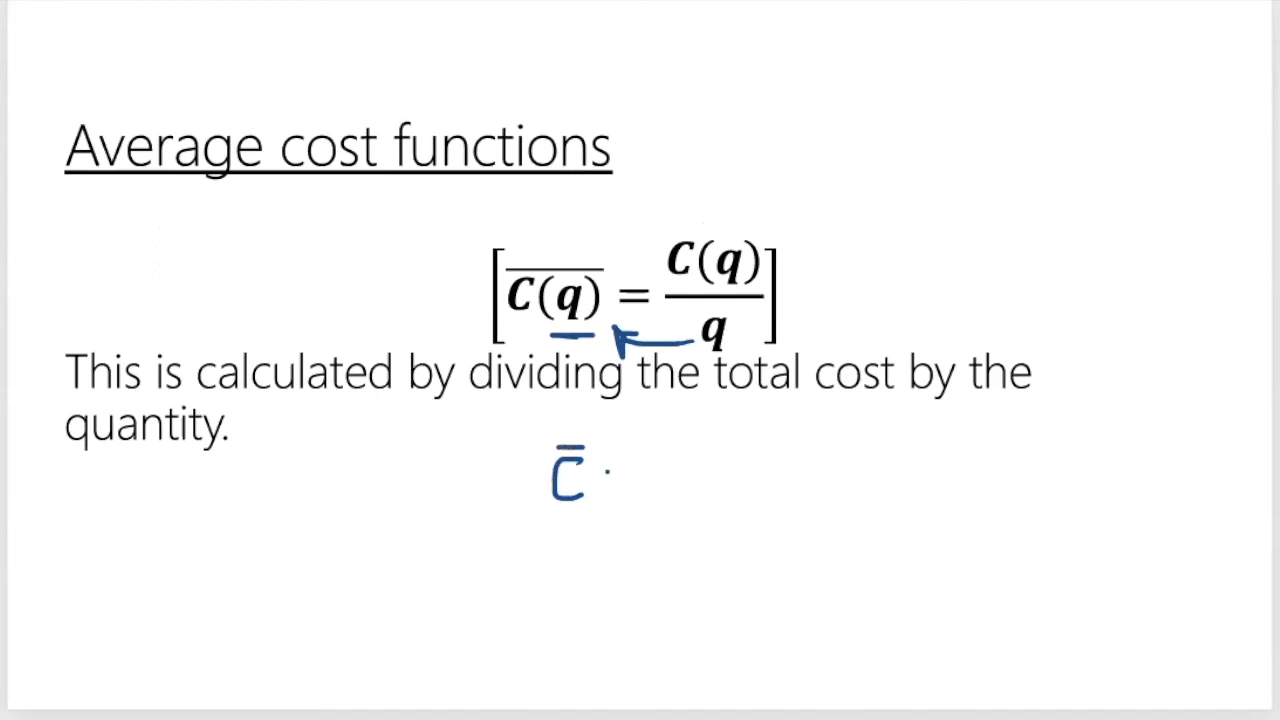 Average cost functions
[C̅(̅q̅)̅ = C(q)/q]
This is calculated by dividing the total cost by the
quantity.
C̄ ·